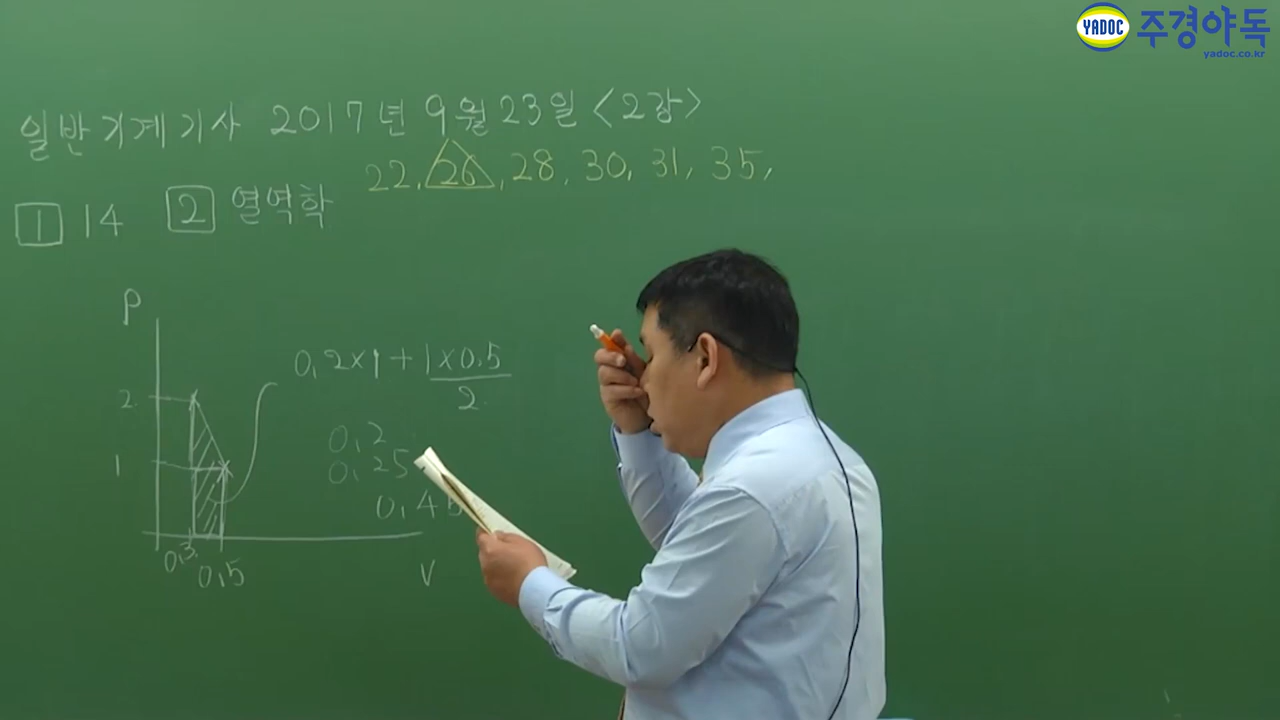 YADOC 주경야독
yadoc.co.kr
일반기계기사 2017년 9월 23일 <2강>
22, 26, 28, 30, 31, 35,
1 14 2 열역학
P
0,2×1+1×0.5
2
2
1
0,2
0,25
0,45
0,3
0,5
V